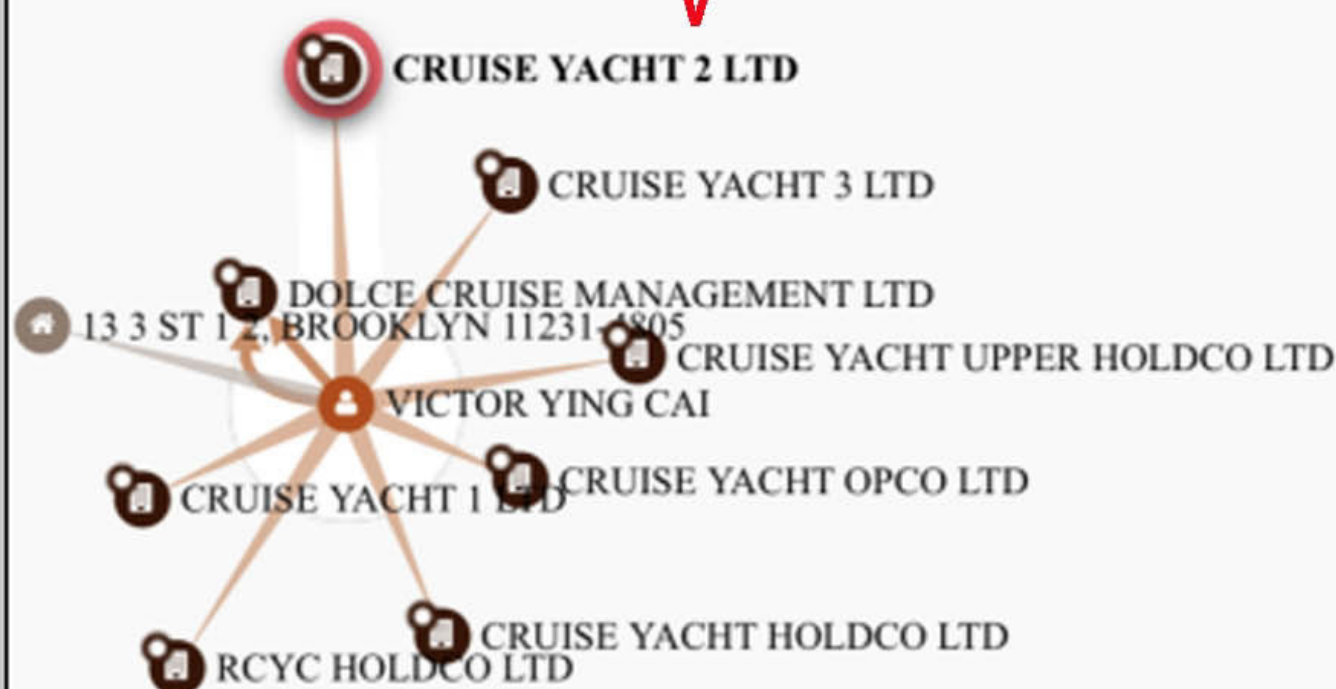 CRUISE YACHT 2 LTD
CRUISE YACHT 3 LTD
DOLCE CRUISE MANAGEMENT LTD
13 3 ST 1 2, BROOKLYN 11231-4805
CRUISE YACHT UPPER HOLDCO LTD
VICTOR YING CAI
CRUISE YACHT OPCO LTD
CRUISE YACHT 1 LTD
CRUISE YACHT HOLDCO LTD
RCYC HOLDCO LTD